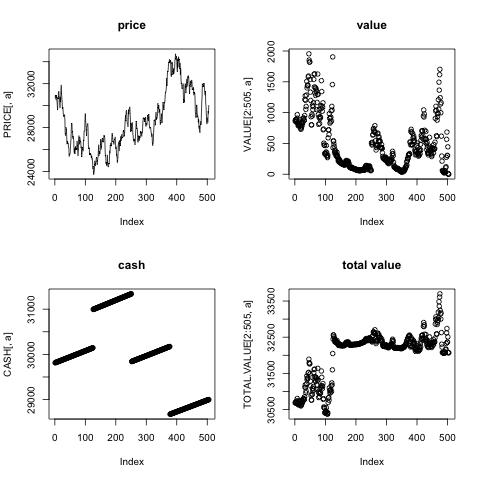 price
PRICE[, a]
24000 28000 32000
0 100 200 300 400 500
Index
value
VALUE[2:505, a]
0 500 1000 1500 2000
0 100 200 300 400 500
Index
cash
CASH[, a]
29000 30000 31000
0 100 200 300 400 500
Index
total value
TOTAL.VALUE[2:505, a]
30500 31500 32500 33500
0 100 200 300 400 500
Index